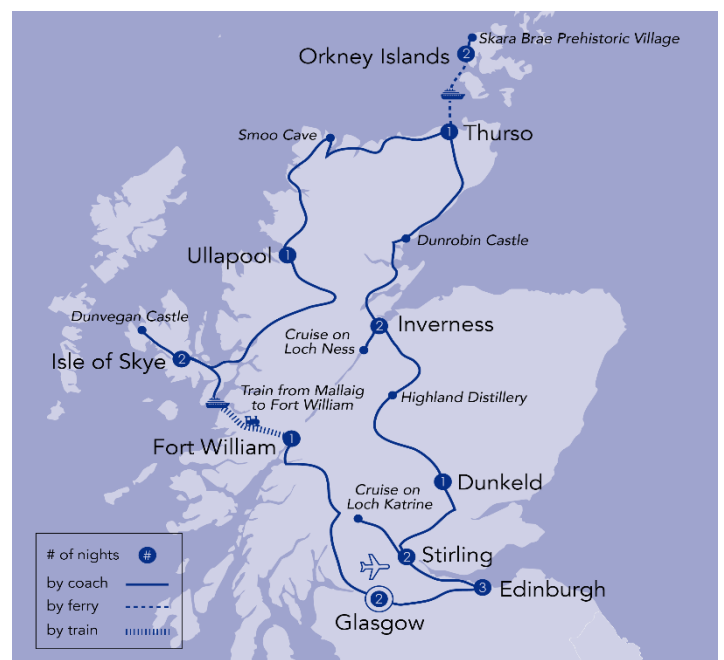 Skara Brae Prehistoric Village
Orkney Islands
2
Smoo Cave
1
Thurso
Ullapool
1
Dunrobin Castle
Dunvegan Castle
Cruise on
Loch Ness
2
Inverness
Isle of Skye
2
Train from Mallaig
to Fort William
Highland Distillery
Fort William
1
Cruise on
Loch Katrine
1
Dunkeld
2
Stirling
3
Edinburgh
2
Glasgow
# of nights #
by coach
by ferry
by train